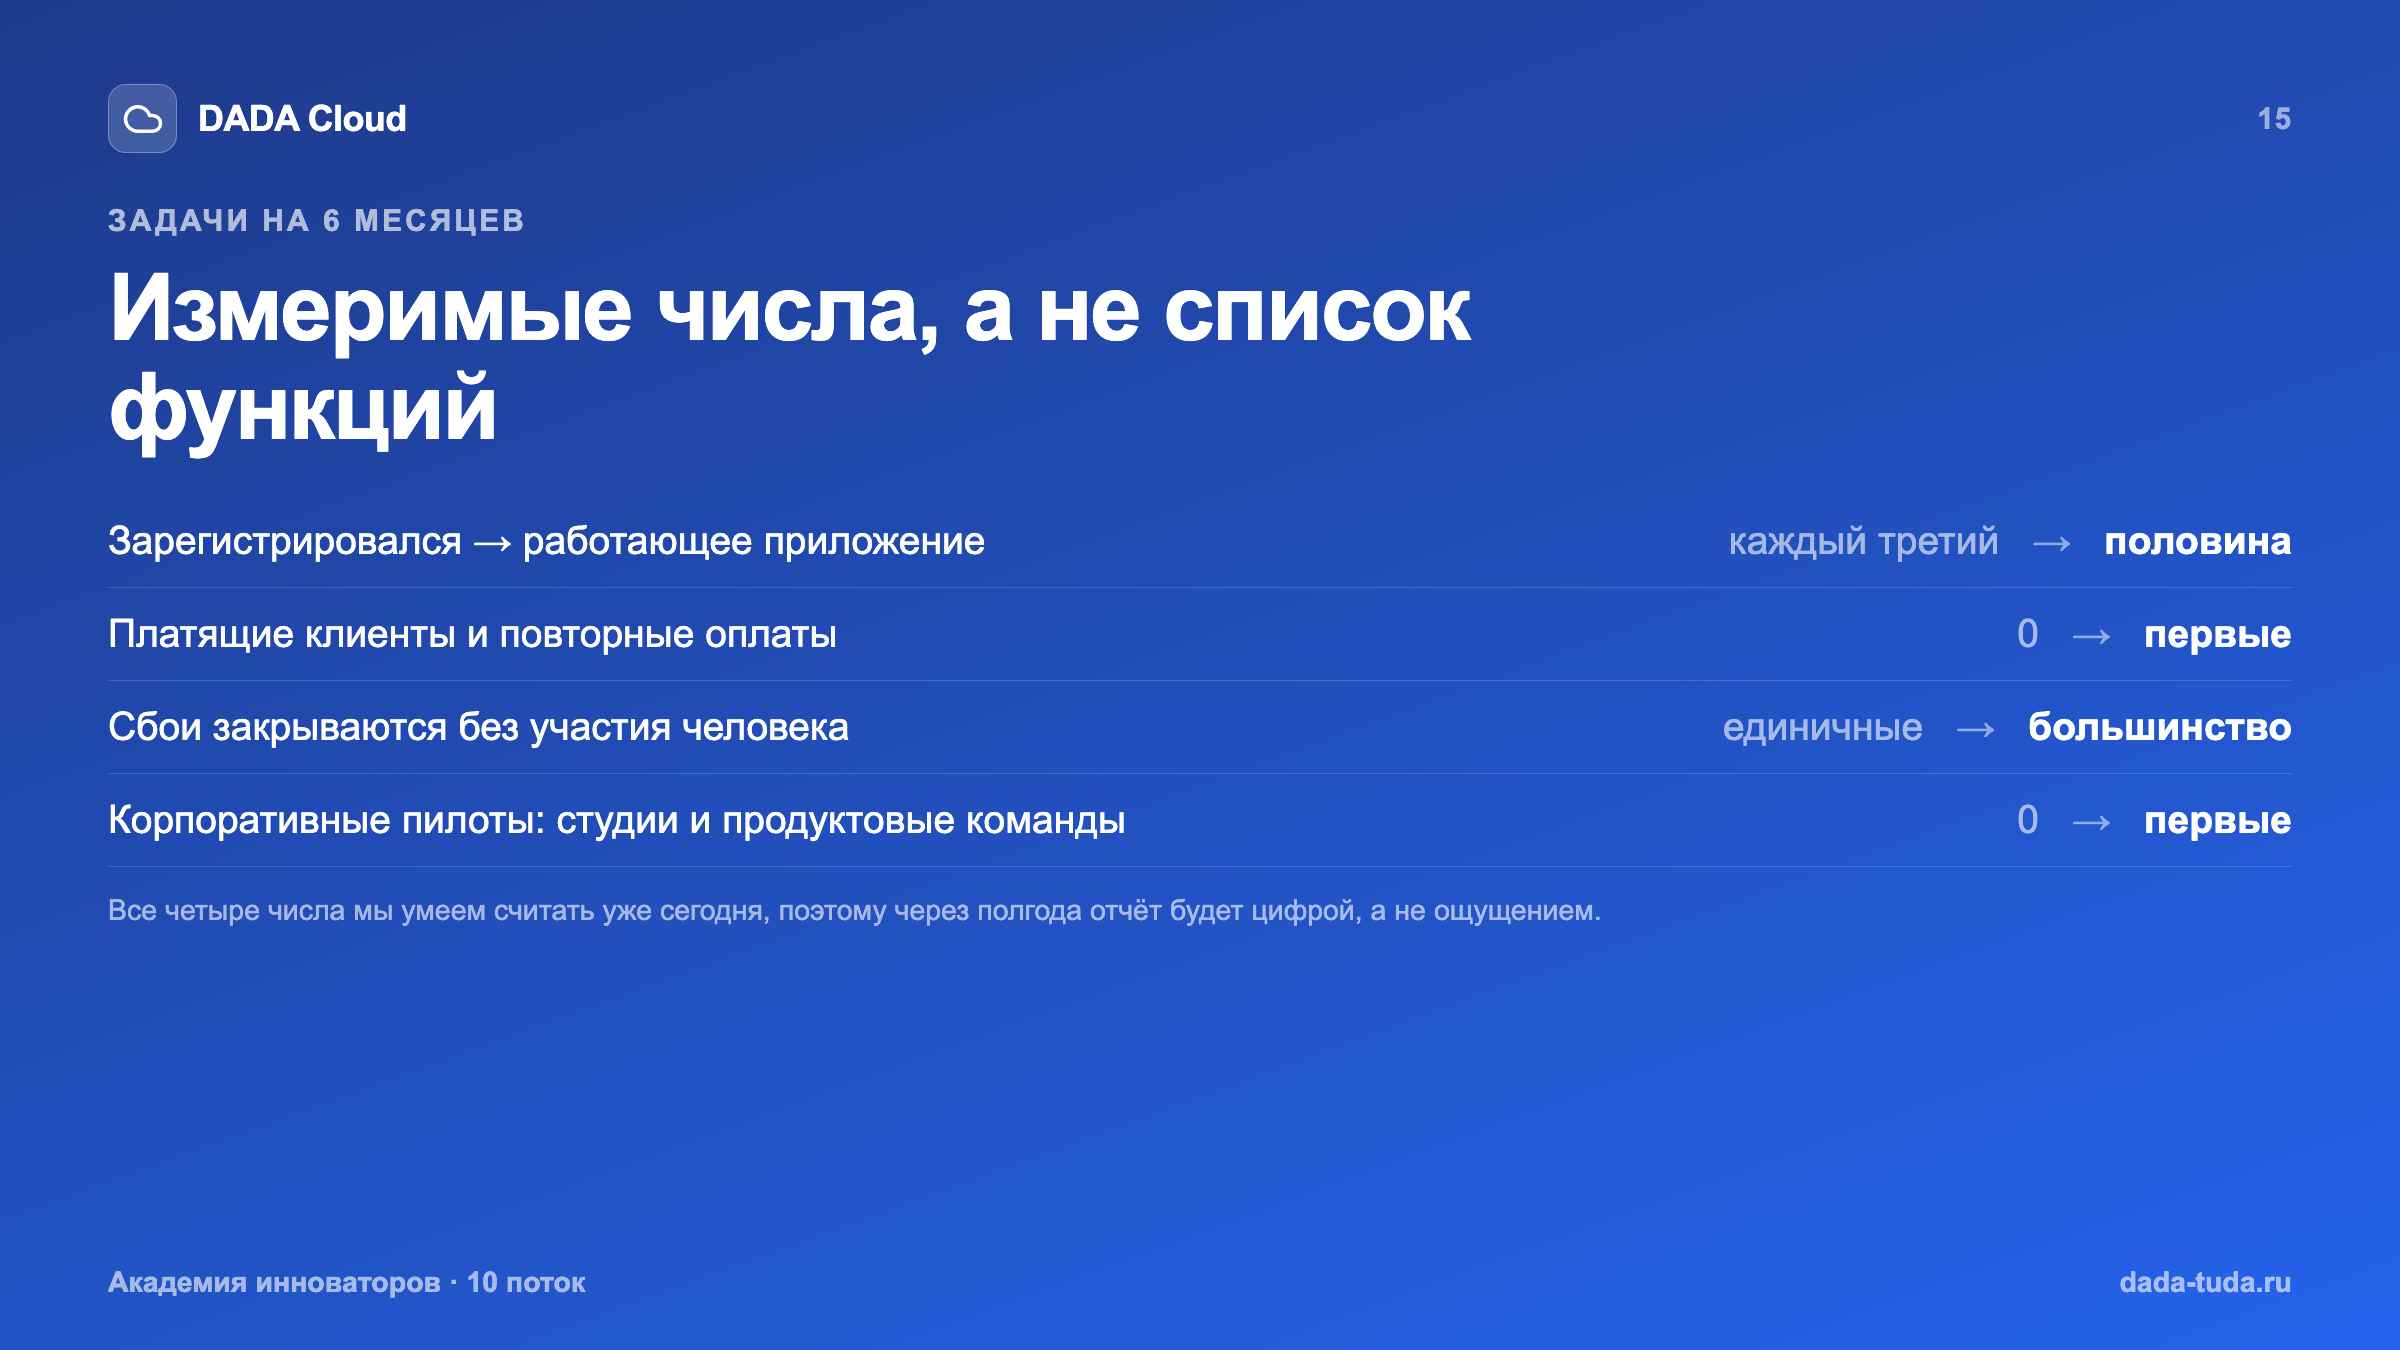 DADA Cloud
15
ЗАДАЧИ НА 6 МЕСЯЦЕВ
Измеримые числа, а не список
функций
Зарегистрировался → работающее приложение каждый третий → половина
Платящие клиенты и повторные оплаты 0 → первые
Сбои закрываются без участия человека единичные → большинство
Корпоративные пилоты: студии и продуктовые команды 0 → первые
Все четыре числа мы умеем считать уже сегодня, поэтому через полгода отчёт будет цифрой, а не ощущением.
Академия инноваторов · 10 поток
dada-tuda.ru